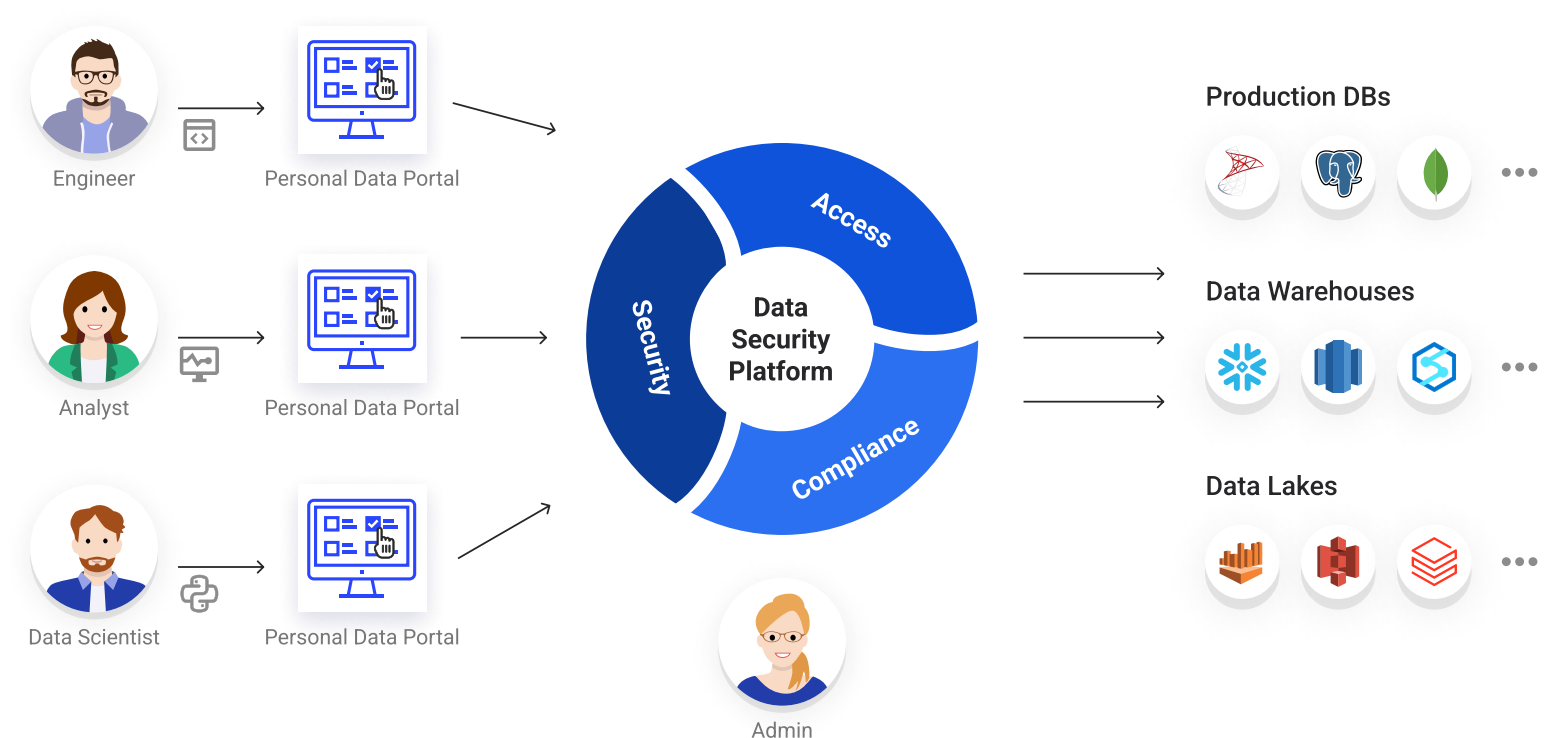 Engineer
Personal Data Portal
Analyst
Personal Data Portal
Data Scientist
Personal Data Portal
Access
Security
Compliance
Data
Security
Platform
Admin
Production DBs
Data Warehouses
Data Lakes